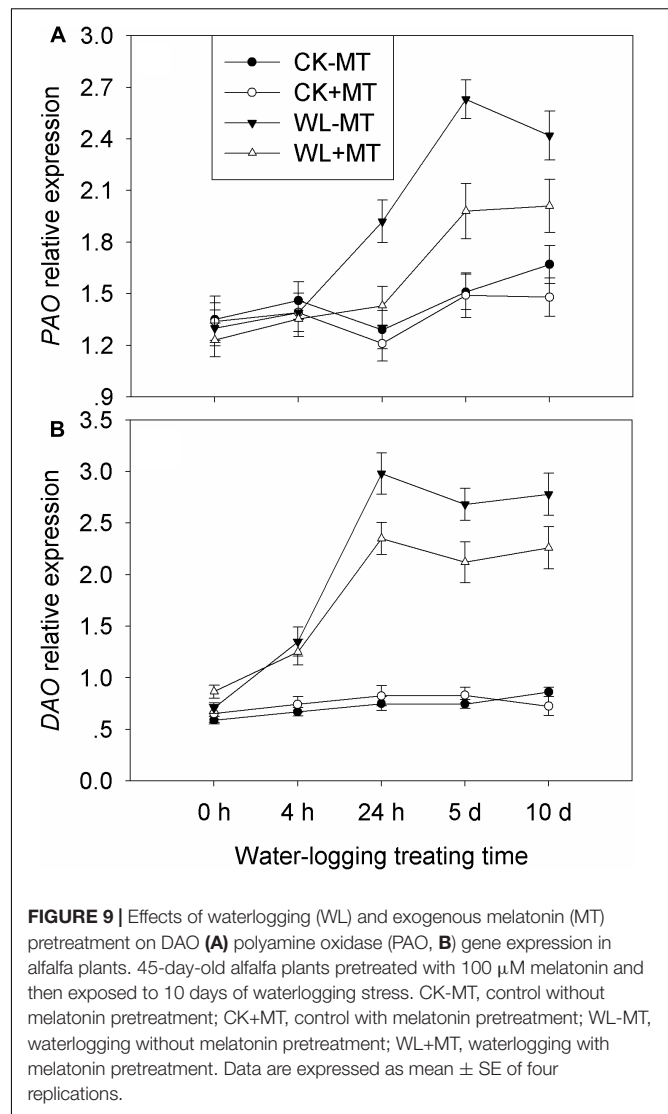 A
3.0
2.7
2.4
2.1
1.8
1.5
1.2
.9
PAO relative expression
CK-MT
CK+MT
WL-MT
WL+MT
B
3.5
3.0
2.5
2.0
1.5
1.0
.5
0.0
DAO relative expression
0 h 4 h 24 h 5 d 10 d
Water-logging treating time
FIGURE 9 | Effects of waterlogging (WL) and exogenous melatonin (MT)
pretreatment on DAO (A) polyamine oxidase (PAO, B) gene expression in
alfalfa plants. 45-day-old alfalfa plants pretreated with 100 μM melatonin and
then exposed to 10 days of waterlogging stress. CK-MT, control without
melatonin pretreatment; CK+MT, control with melatonin pretreatment; WL-MT,
waterlogging without melatonin pretreatment; WL+MT, waterlogging with
melatonin pretreatment. Data are expressed as mean ± SE of four
replications.